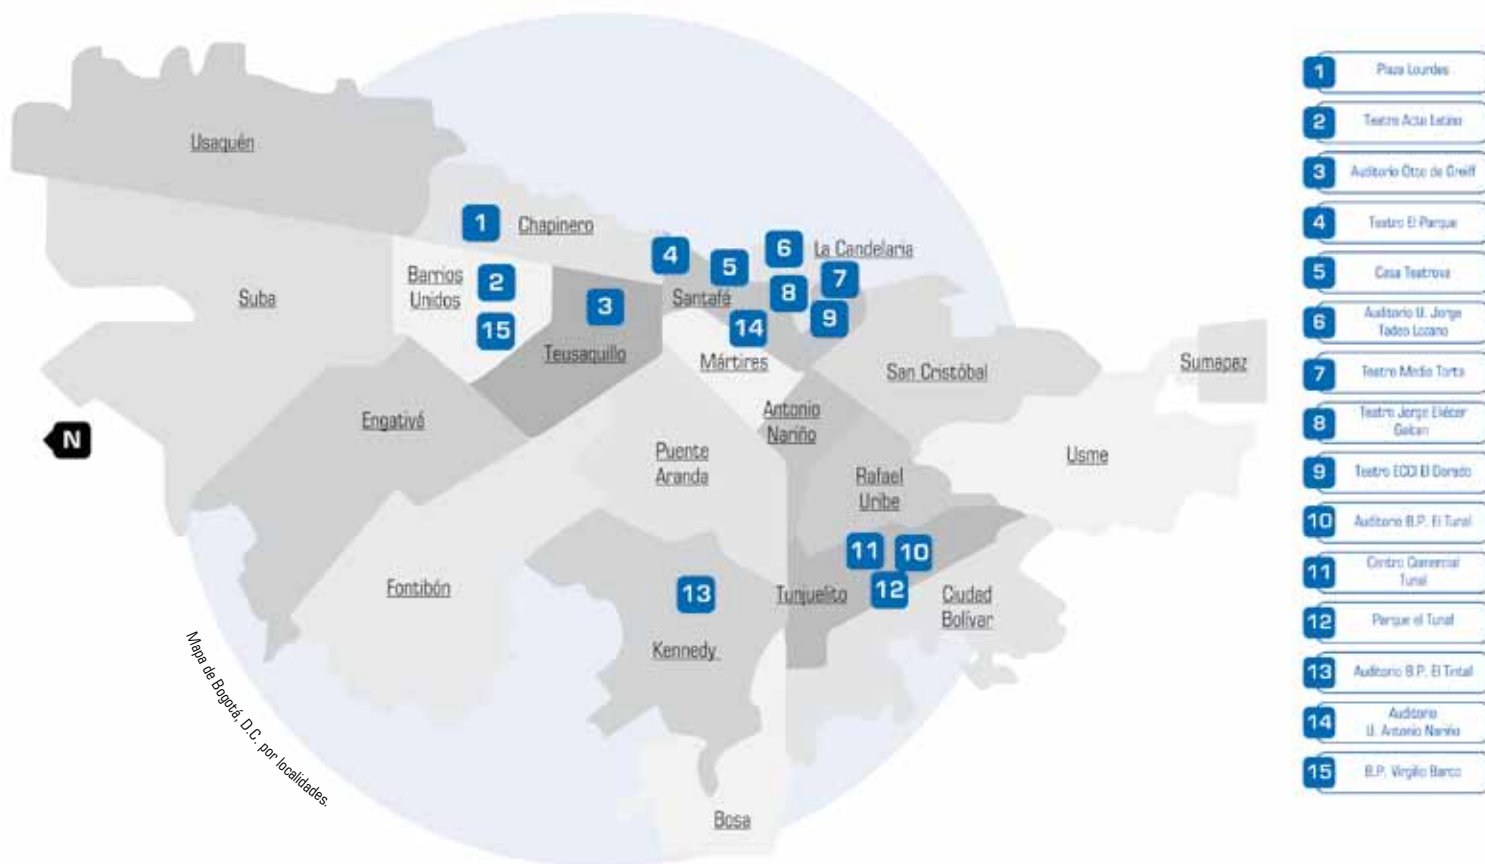 Usaquén
1
Chapinero
4
5
6
La Candelaria
7
8
9
Santafé
14
Mártires
Barrios
Unidos
2
15
3
Teusaquillo
Suba
San Cristóbal
Sumapaz
Engativá
Antonio
Nariño
N
Puente
Aranda
Usme
Rafael
Uribe
11
10
12
Fontibón
13
Tunjuelito
Ciudad
Bolívar
Kennedy
Bosa
Mapa de Bogotá, D.C. por localidades.
1 Plaza Lourdes
2 Teatro Acto Latino
3 Auditorio Otto de Greiff
4 Teatro El Parque
5 Casa Teatrova
6 Auditorio U. Jorge
Tadeo Lozano
7 Teatro Media Torta
8 Teatro Jorge Eliécer
Gaitan
9 Teatro ECCI El Dorado
10 Auditorio B.P. El Tunal
11 Centro Comercial
Tunal
12 Parque el Tunal
13 Auditorio B.P. El Tintal
14 Auditorio
U. Antonio Nariño
15 B.P. Virgilio Barco